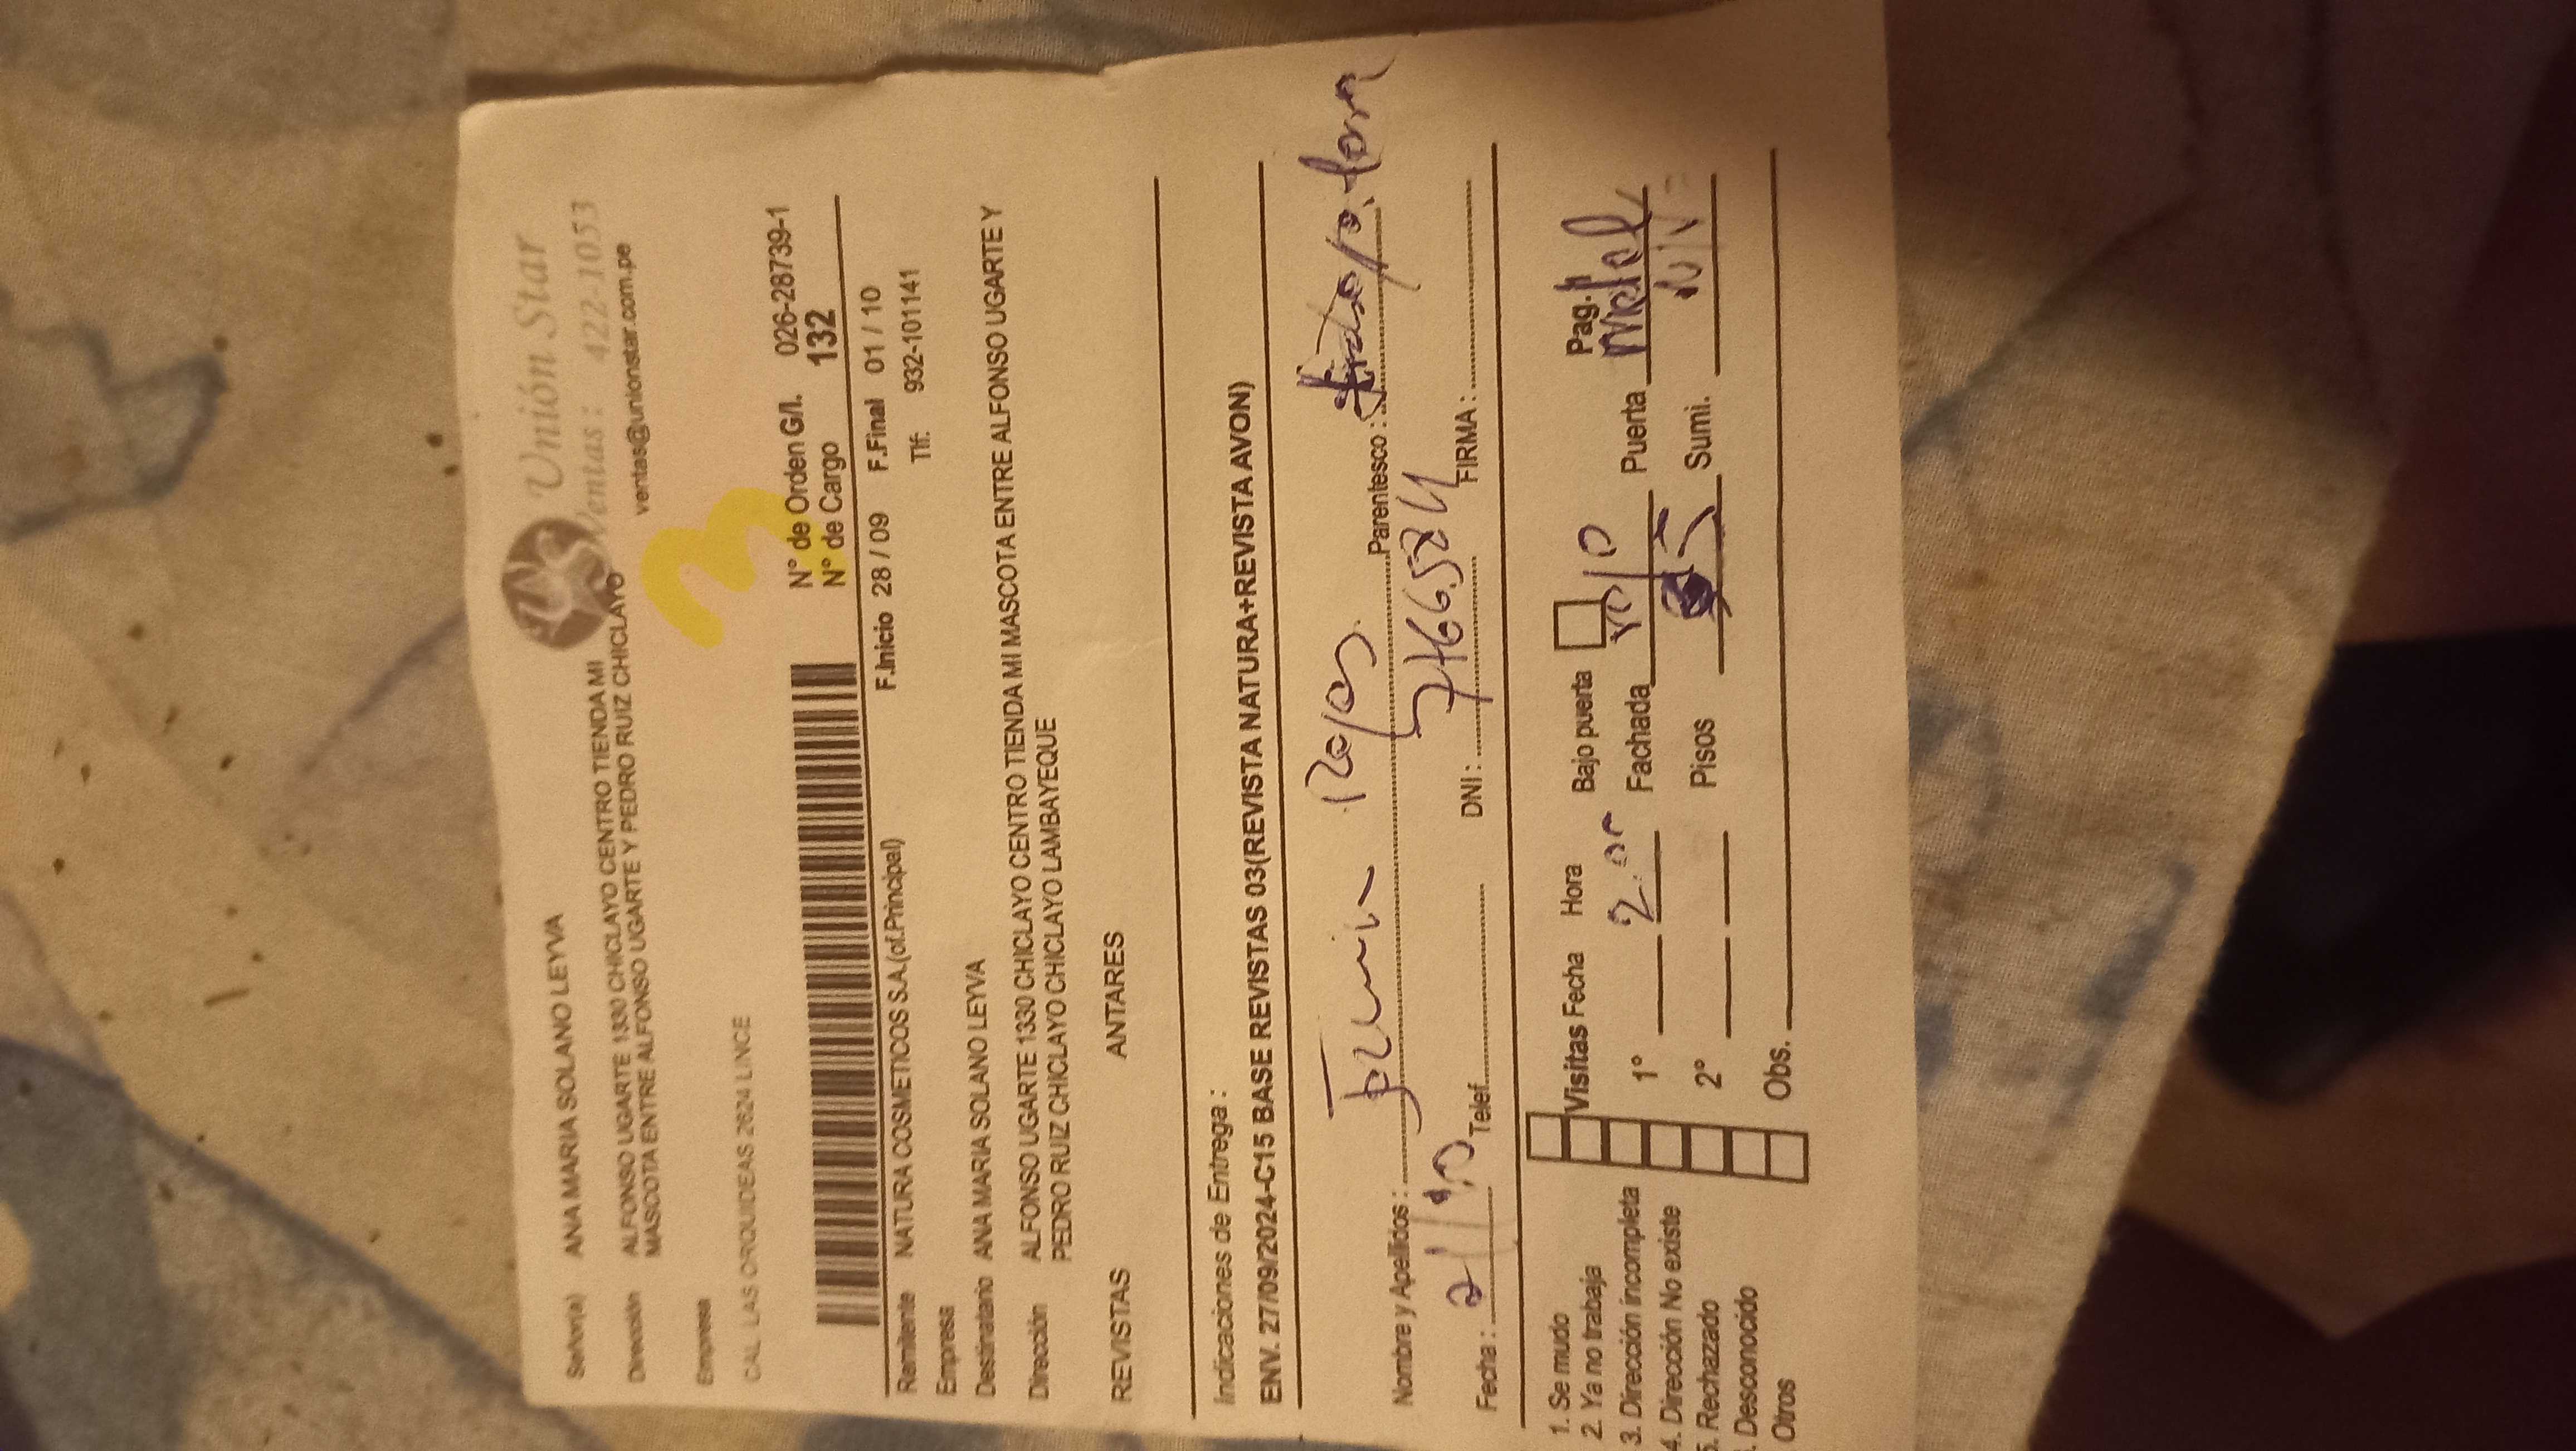 Unión Star
Ventas : 422-1053
ventas@unionstar.com.pe
Señor(a) ANA MARIA SOLANO LEYVA
Dirección ALFONSO UGARTE 1330 CHICLAYO CENTRO TIENDA MI
MASCOTA ENTRE ALFONSO UGARTE Y PEDRO RUIZ CHICLAYO
Empresa
CAL. LAS ORQUIDEAS 2624 LINCE
3
N° de Orden G/I. 026-28739-1
N° de Cargo 132
F.Inicio 28 / 09 F.Final 01 / 10
Remitente NATURA COSMETICOS S.A.(of.Principal)
Empresa Tlf. 932-101141
Destinatario ANA MARIA SOLANO LEYVA
Dirección ALFONSO UGARTE 1330 CHICLAYO CENTRO TIENDA MI MASCOTA ENTRE ALFONSO UGARTE Y
PEDRO RUIZ CHICLAYO CHICLAYO LAMBAYEQUE
REVISTAS ANTARES
Indicaciones de Entrega :
ENV. 27/09/2024-C15 BASE REVISTAS 03(REVISTA NATURA+REVISTA AVON)
Nombre y Apellidos : Parentesco :
Fecha : Telef. DNI : FIRMA :
1. Se mudo
2. Ya no trabaja
3. Dirección incompleta
4. Dirección No existe
5. Rechazado
. Desconocido
Otros
Visitas Fecha Hora Bajo puerta Pag.
1° Fachada Puerta
2° Pisos Sumi.
Obs.